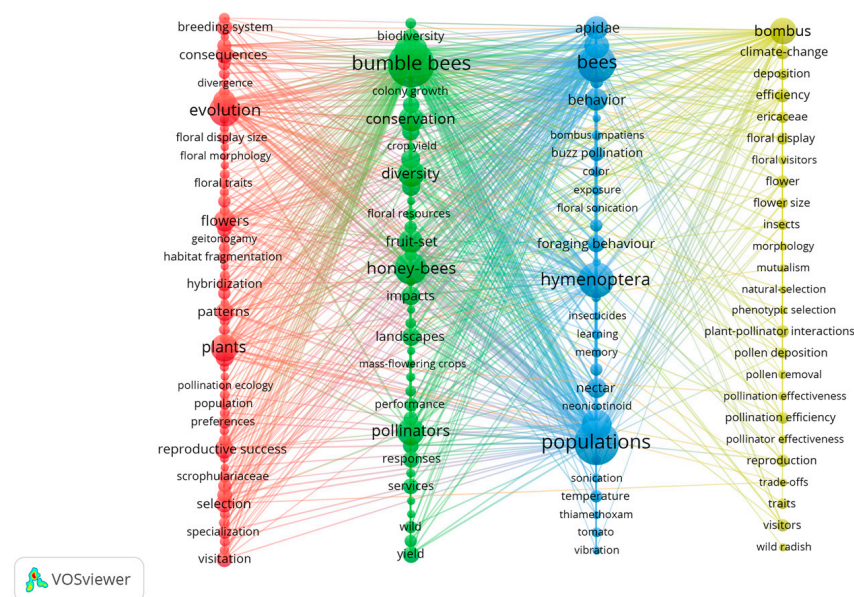 breeding system
consequences
divergence
evolution
floral display size
floral morphology
floral traits
flowers
geitonogamy
habitat fragmentation
hybridization
patterns
plants
pollination ecology
population
preferences
reproductive success
scrophulariaceae
selection
specialization
visitation
biodiversity
bumble bees
colony growth
conservation
crop yield
diversity
floral resources
fruit-set
honey-bees
impacts
landscapes
mass-flowering crops
performance
pollinators
responses
services
wild
yield
apidae
bees
behavior
bombus impatiens
buzz pollination
color
exposure
floral sonication
foraging behaviour
hymenoptera
insecticides
learning
memory
nectar
neonicotinoid
populations
sonication
temperature
thiamethoxam
tomato
vibration
bombus
climate-change
deposition
efficiency
ericaceae
floral display
floral visitors
flower
flower size
insects
morphology
mutualism
natural-selection
phenotypic selection
plant-pollinator interactions
pollen deposition
pollen removal
pollination effectiveness
pollination efficiency
pollinator effectiveness
reproduction
trade-offs
traits
visitors
wild radish
VOSviewer